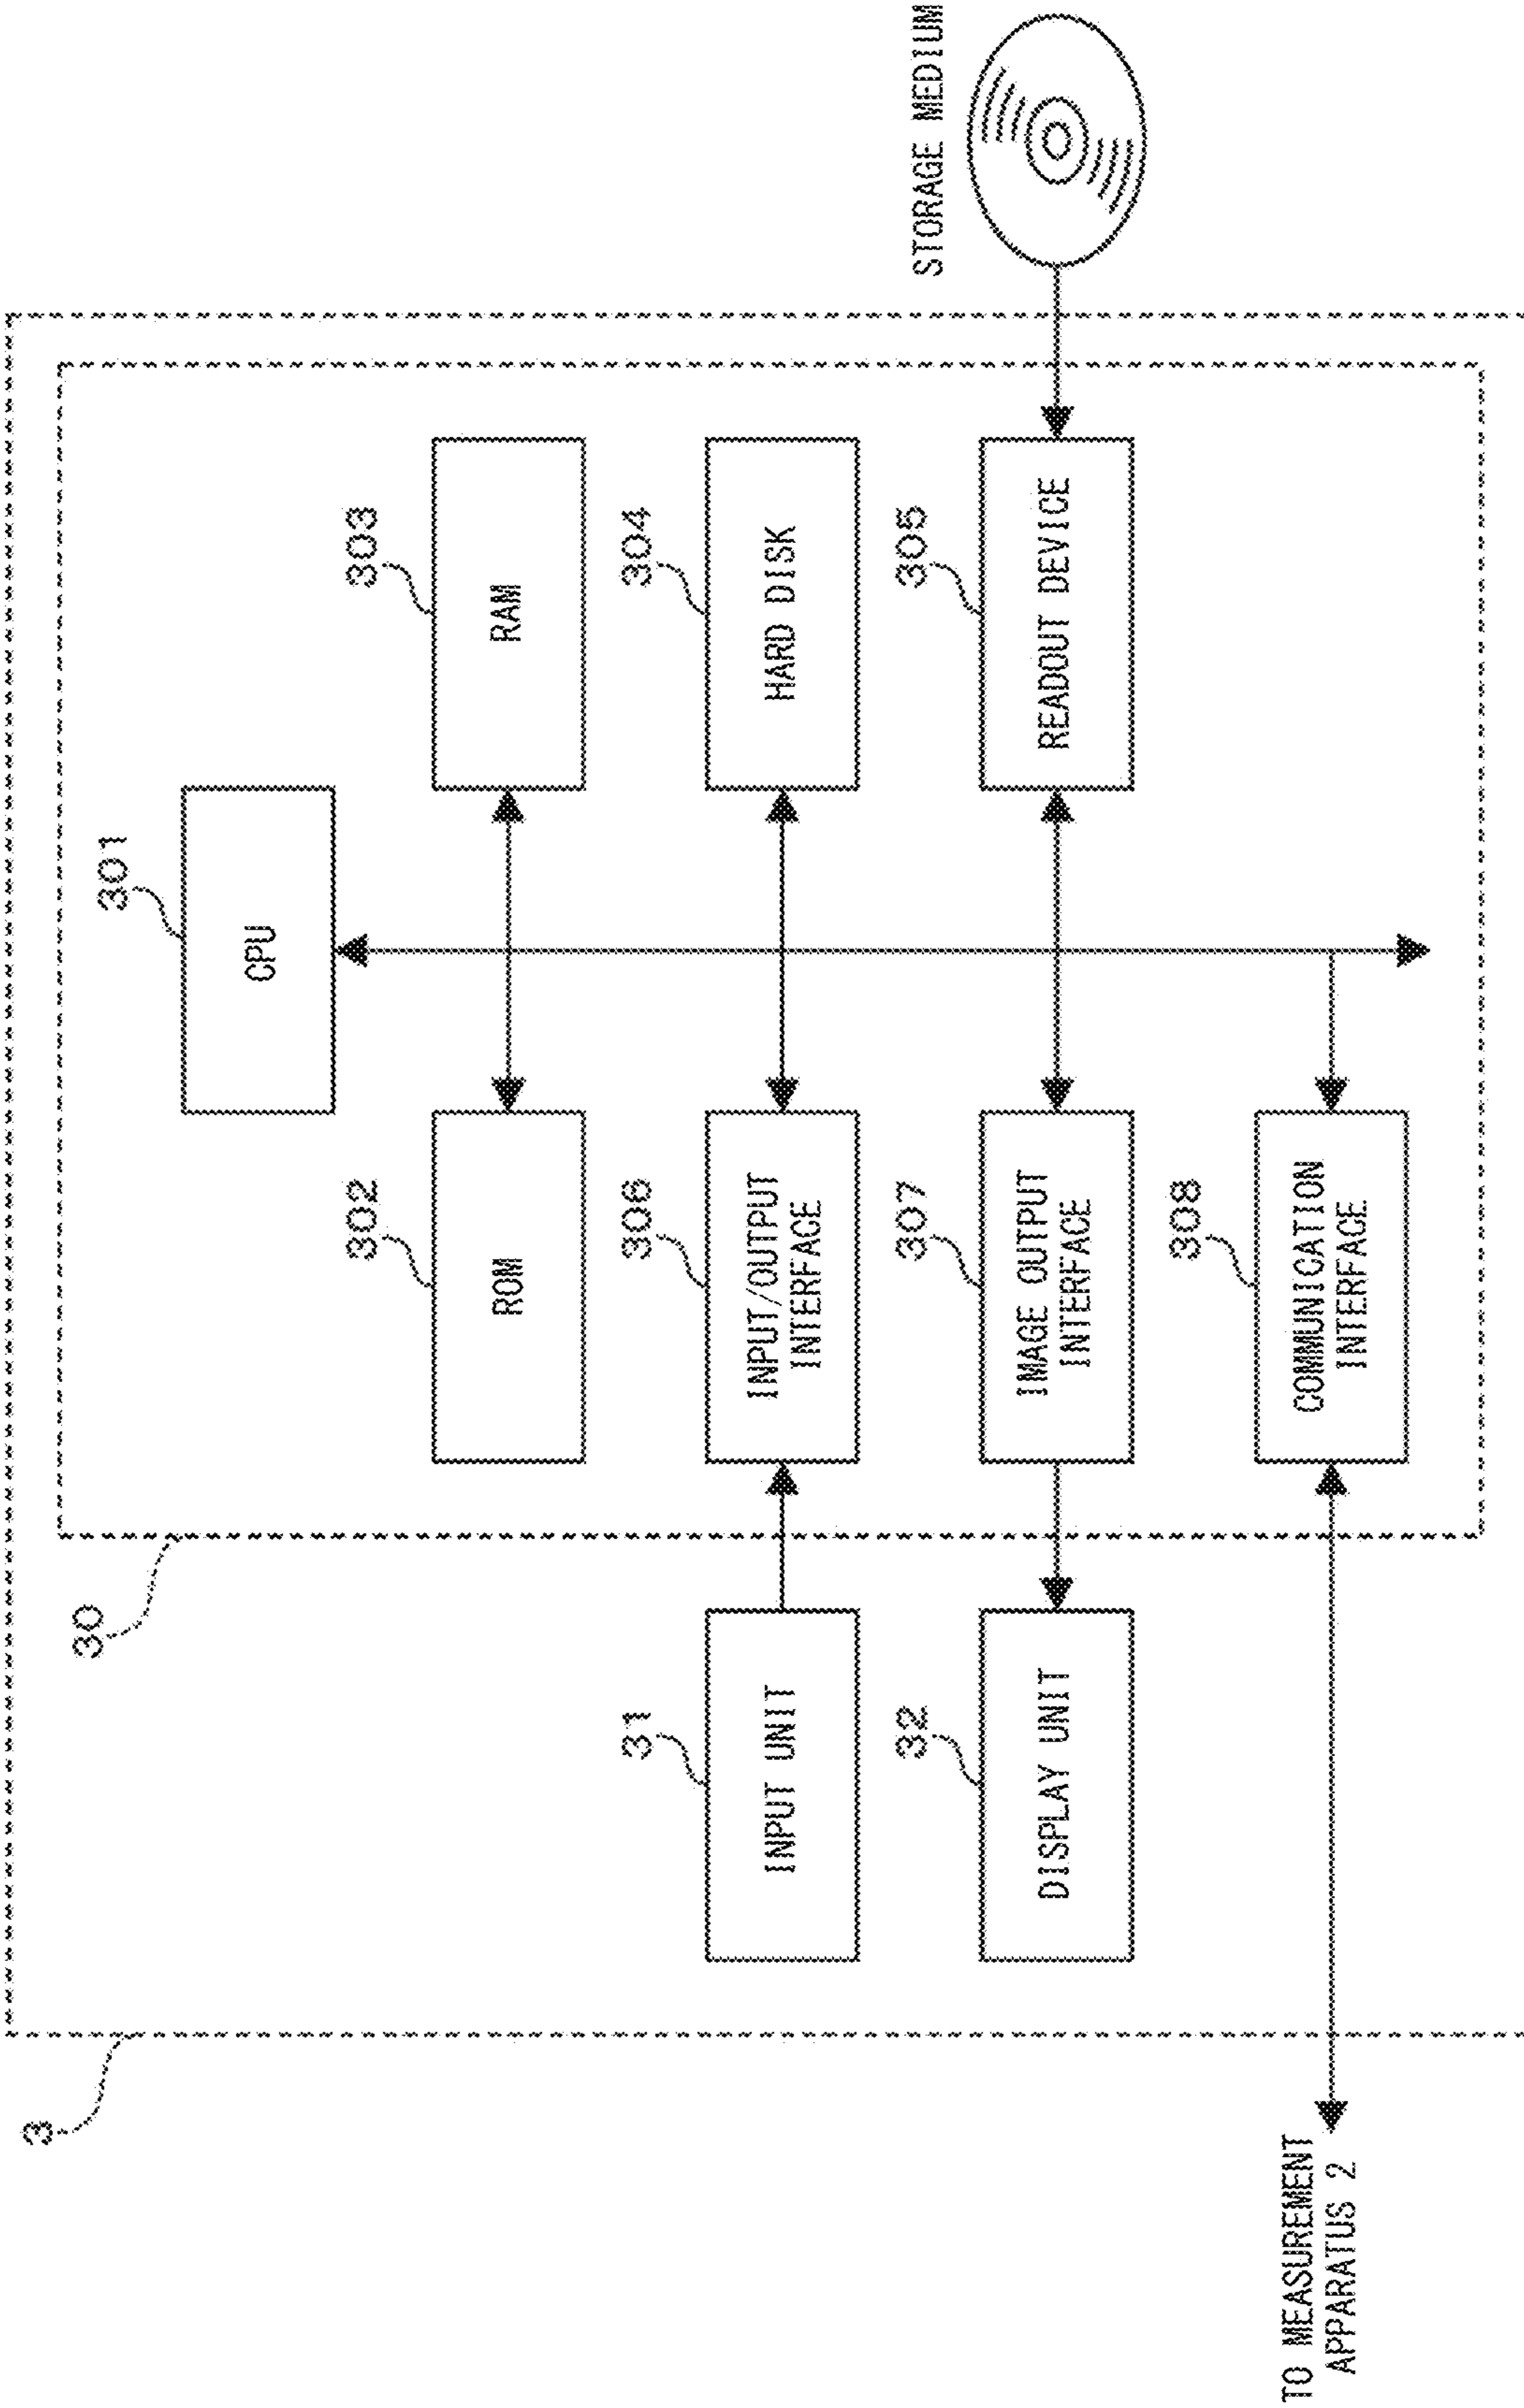 3
30
301
CPU
302
ROM
303
RAM
31
INPUT UNIT
306
INPUT/OUTPUT
INTERFACE
304
HARD DISK
32
DISPLAY UNIT
307
IMAGE OUTPUT
INTERFACE
305
READOUT DEVICE
STORAGE MEDIUM
308
COMMUNICATION
INTERFACE
TO MEASUREMENT
APPARATUS 2